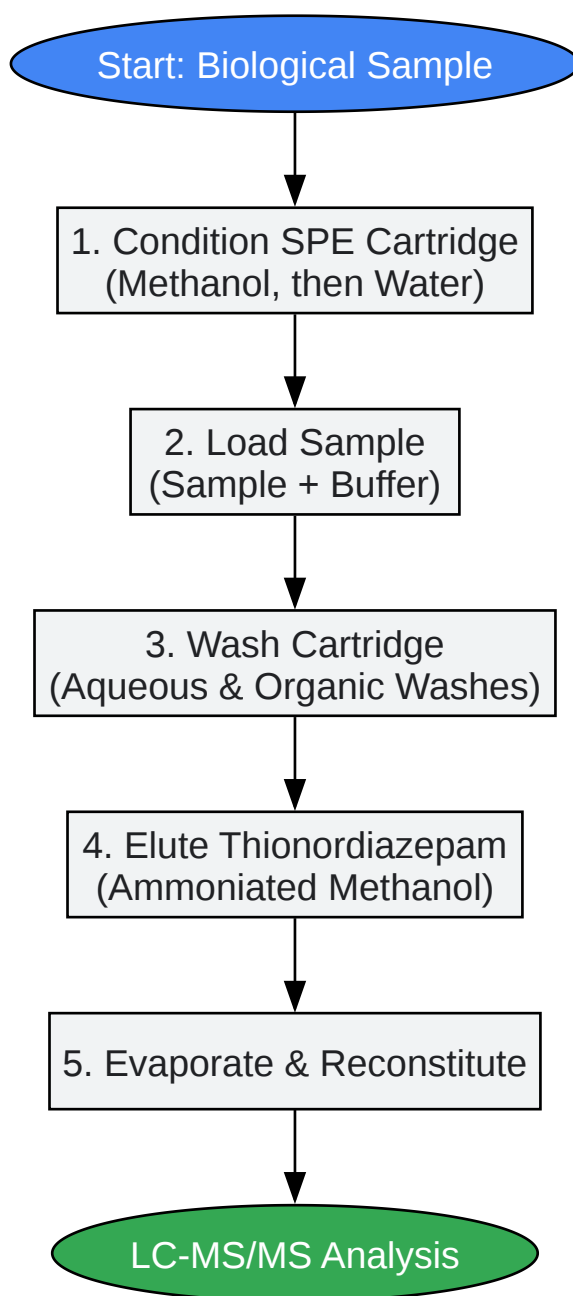 Start: Biological Sample
1. Condition SPE Cartridge
(Methanol, then Water)
2. Load Sample
(Sample + Buffer)
3. Wash Cartridge
(Aqueous & Organic Washes)
4. Elute Thionordiazepam
(Ammoniated Methanol)
5. Evaporate & Reconstitute
LC-MS/MS Analysis